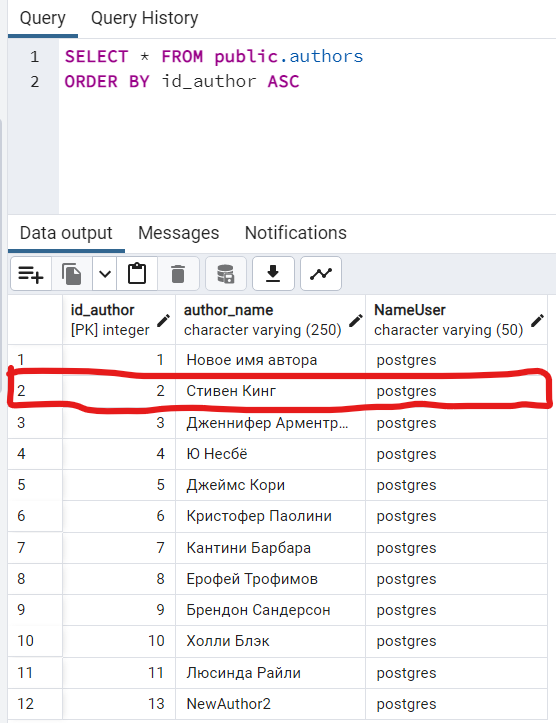 Query Query History
1 SELECT * FROM public.authors
2 ORDER BY id_author ASC
Data output Messages Notifications
id_author author_name NameUser
[PK] integer character varying (250) character varying (50)
1 1 Новое имя автора postgres
2 2 Стивен Кинг postgres
3 3 Дженнифер Арментр... postgres
4 4 Ю Несбё postgres
5 5 Джеймс Кори postgres
6 6 Кристофер Паолини postgres
7 7 Кантини Барбара postgres
8 8 Ерофей Трофимов postgres
9 9 Брендон Сандерсон postgres
10 10 Холли Блэк postgres
11 11 Люсинда Райли postgres
12 13 NewAuthor2 postgres